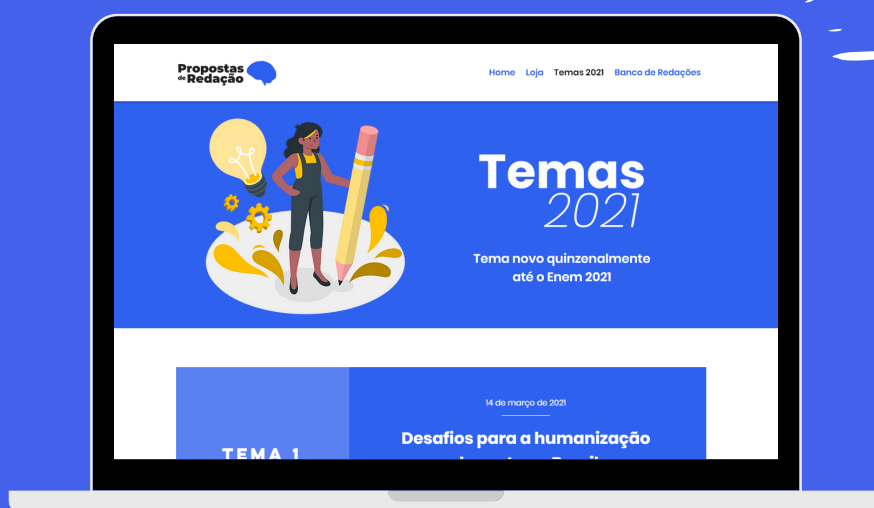 Propostas
de Redação
Home Loja Temas 2021 Banco de Redações
Temas
2021
Tema novo quinzenalmente
até o Enem 2021
14 de março de 2021
TEMA 1
Desafios para a humanização